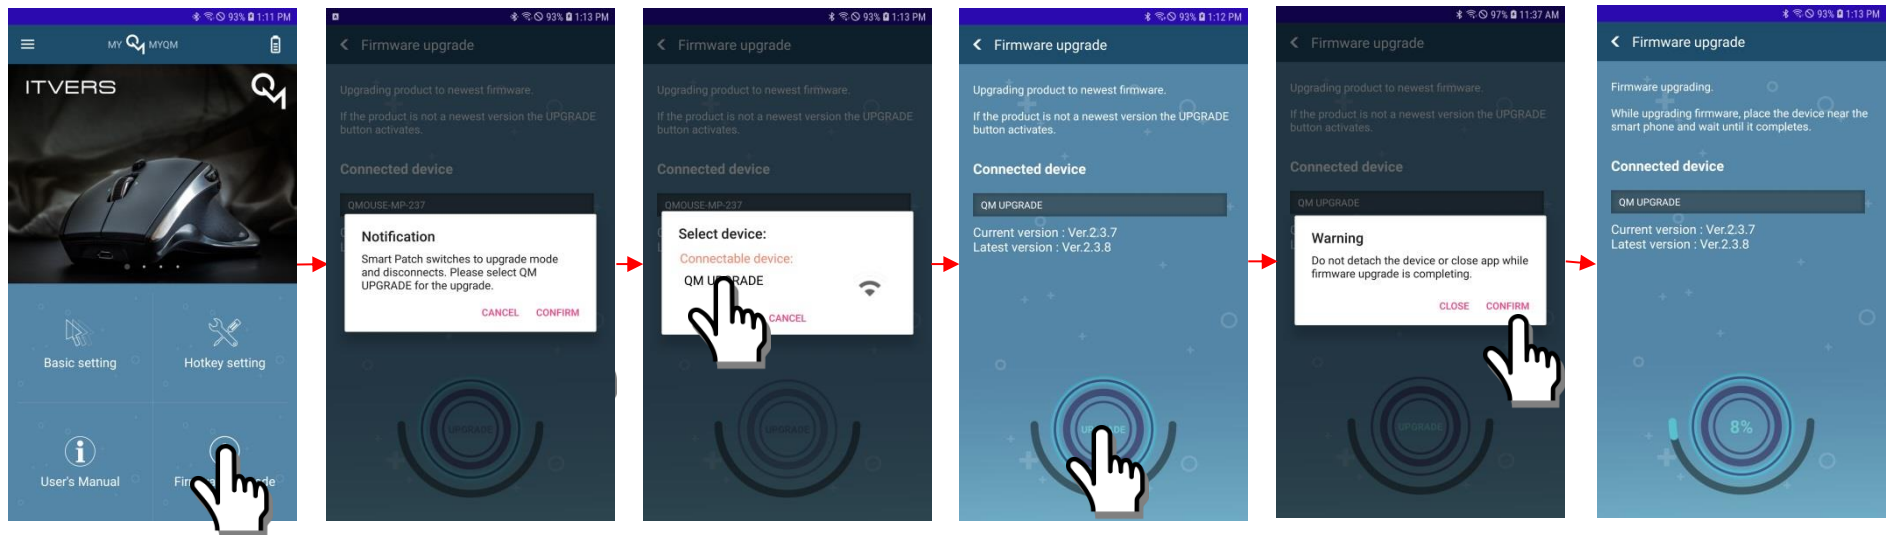 93% 1:11 PM
MY QM MYQM
ITVERS
QM
Basic setting
Hotkey setting
User's Manual
93% 1:13 PM
Firmware upgrade
Upgrading product to newest firmware.
If the product is not a newest version the UPGRADE
button activates.
Connected device
QMOUSE-MP-237
Notification
Smart Patch switches to upgrade mode
and disconnects. Please select QM
UPGRADE for the upgrade.
CANCEL CONFIRM
UPGRADE
93% 1:13 PM
Firmware upgrade
Upgrading product to newest firmware.
If the product is not a newest version the UPGRADE
button activates.
Connected device
QMOUSE-MP-237
Select device:
Connectable device:
QM UPGRADE
CANCEL
UPGRADE
93% 1:12 PM
Firmware upgrade
Upgrading product to newest firmware.
If the product is not a newest version the UPGRADE
button activates.
Connected device
QM UPGRADE
Current version : Ver.2.3.7
Latest version : Ver.2.3.8
97% 11:37 AM
Firmware upgrade
Upgrading product to newest firmware.
If the product is not a newest version the UPGRADE
button activates.
Connected device
QM UPGRADE
Warning
Do not detach the device or close app while
firmware upgrade is completing.
CLOSE CONFIRM
UPGRADE
93% 1:13 PM
Firmware upgrade
Firmware upgrading.
While upgrading firmware, place the device near the
smart phone and wait until it completes.
Connected device
QM UPGRADE
Current version : Ver.2.3.7
Latest version : Ver.2.3.8
8%